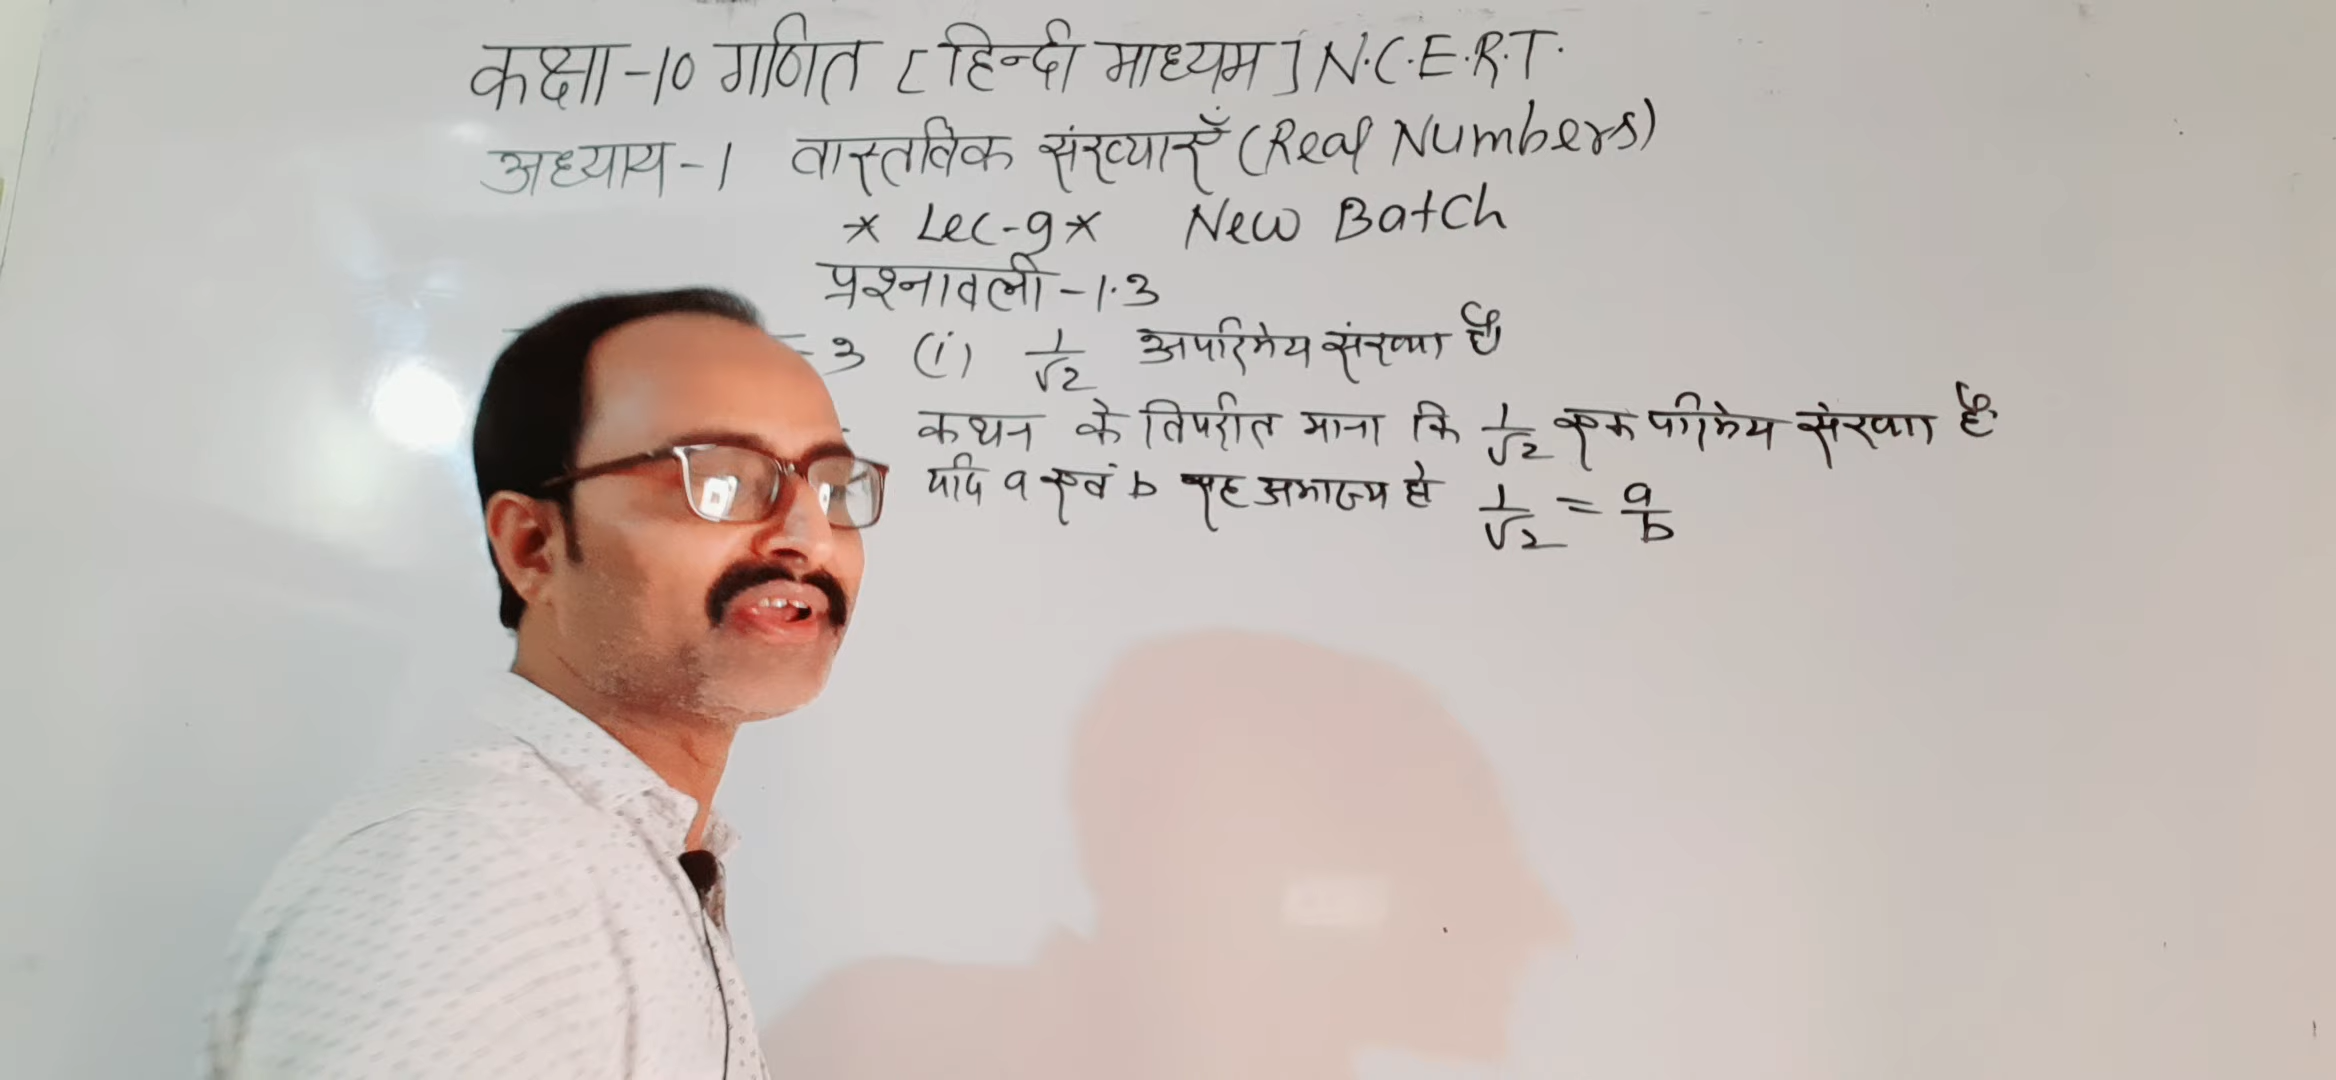 कक्षा-10 गणित [हिन्दी माध्यम] N.C.E.R.T.
अध्याय-1 वास्तविक संख्याएँ (Real Numbers)
* Lec-9 * New Batch
प्रश्नावली-1.3
3 (i) 1/√2 अपरिमेय संख्या है
कथन के विपरीत माना कि 1/√2 एक परिमेय संख्या है
यदि a एवं b सह अभाज्य हो 1/√2 = a/b